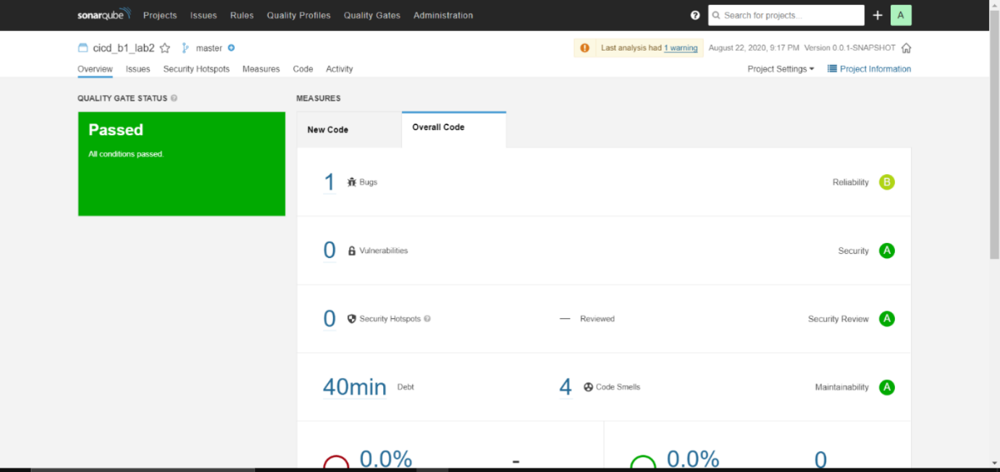 sonarqube Projects Issues Rules Quality Profiles Quality Gates Administration ? Search for projects... + A
cicd_b1_lab2 master Last analysis had 1 warning August 22, 2020, 9:17 PM Version 0.0.1-SNAPSHOT
Overview Issues Security Hotspots Measures Code Activity Project Settings Project Information
QUALITY GATE STATUS ? MEASURES
Passed
All conditions passed.
New Code Overall Code
1 Bugs Reliability B
0 Vulnerabilities Security A
0 Security Hotspots ? — Reviewed Security Review A
40min Debt 4 Code Smells Maintainability A
0.0% - 0.0% 0